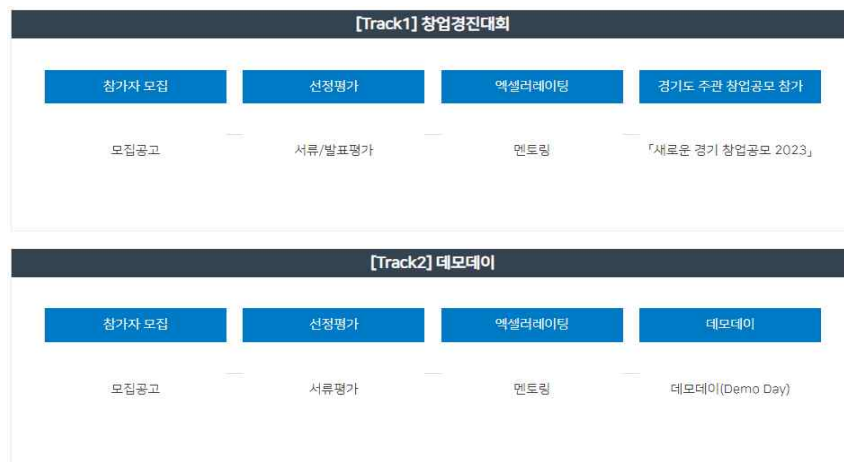 [Track1] 창업경진대회
참가자 모집 선정평가 엑셀러레이팅 경기도 주관 창업공모 참가
모집공고 서류/발표평가 멘토링 「새로운 경기 창업공모 2023」
[Track2] 데모데이
참가자 모집 선정평가 엑셀러레이팅 데모데이
모집공고 서류평가 멘토링 데모데이(Demo Day)